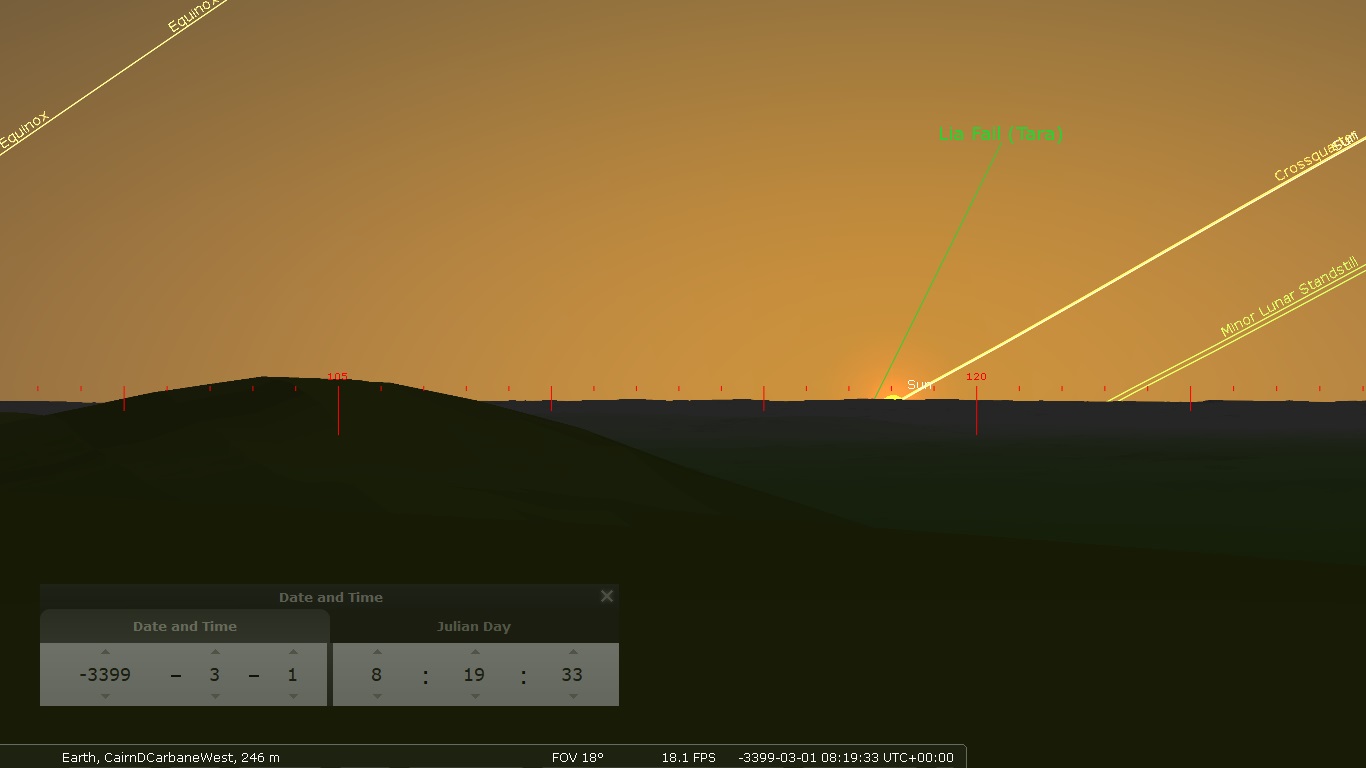 Equinox
Equinox
Lia Fail (Tara)
Crossquarter
Sun
Minor Lunar Standstill
Sun
105
120
Date and Time
Date and Time
Julian Day
-3399 - 3 - 1 8 : 19 : 33
Earth, CairnDCarbaneWest, 246 m FOV 18° 18.1 FPS -3399-03-01 08:19:33 UTC+00:00